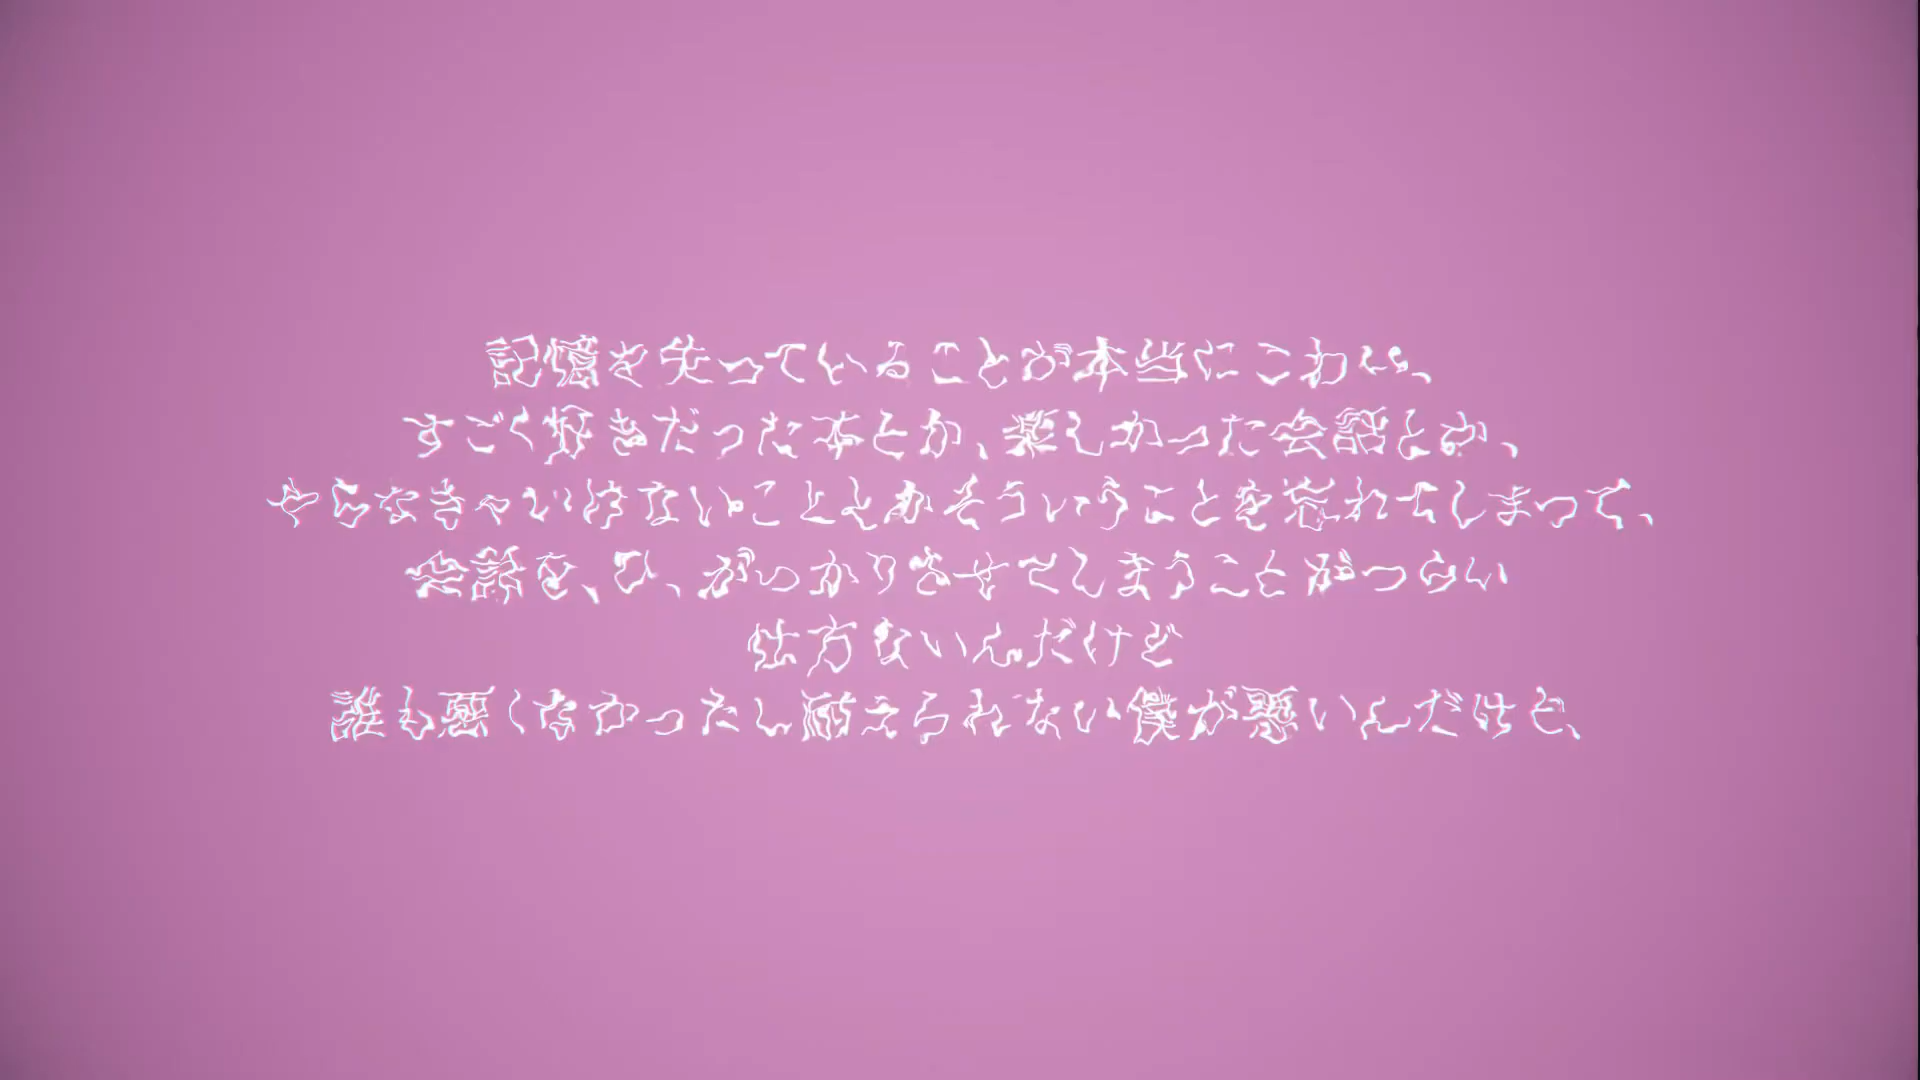 記憶を失っていることが本当にこわい、
すごく好きだった本とか、楽しかった会話とか、
やらなきゃいけないこととかそういうことを忘れてしまって、
会話を、ひ、がっかりさせてしまうことがつらい
仕方ないんだけど
誰も悪くなかったし耐えられない僕が悪いんだけど、